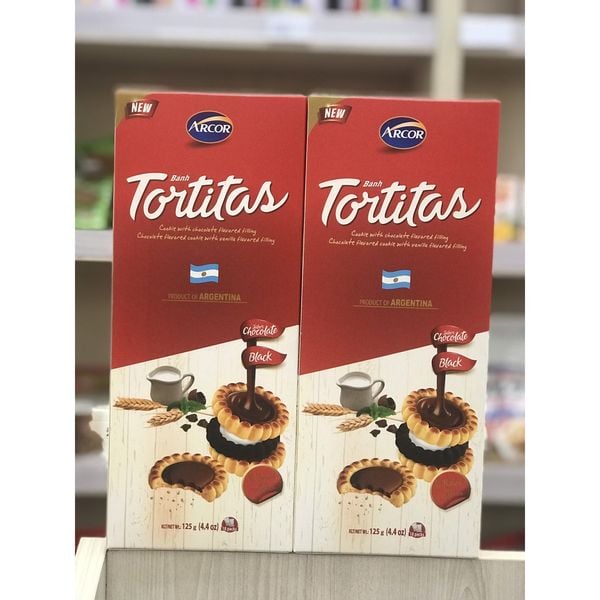 NEW
ARCOR
Banh
Tortitas
Cookie with chocolate flavored filling
Chocolate flavored cookie with vanilla flavored filling
PRODUCT OF ARGENTINA
Chocolate
Black
NET WT.: 125 g (4.4 oz)
NEW
ARCOR
Banh
Tortitas
Cookie with chocolate flavored filling
Chocolate flavored cookie with vanilla flavored filling
PRODUCT OF ARGENTINA
Chocolate
Black
NET WT.: 125 g (4.4 oz)